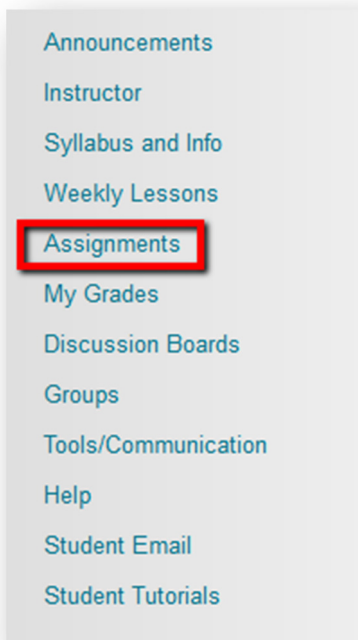 Announcements
Instructor
Syllabus and Info
Weekly Lessons
Assignments
My Grades
Discussion Boards
Groups
Tools/Communication
Help
Student Email
Student Tutorials